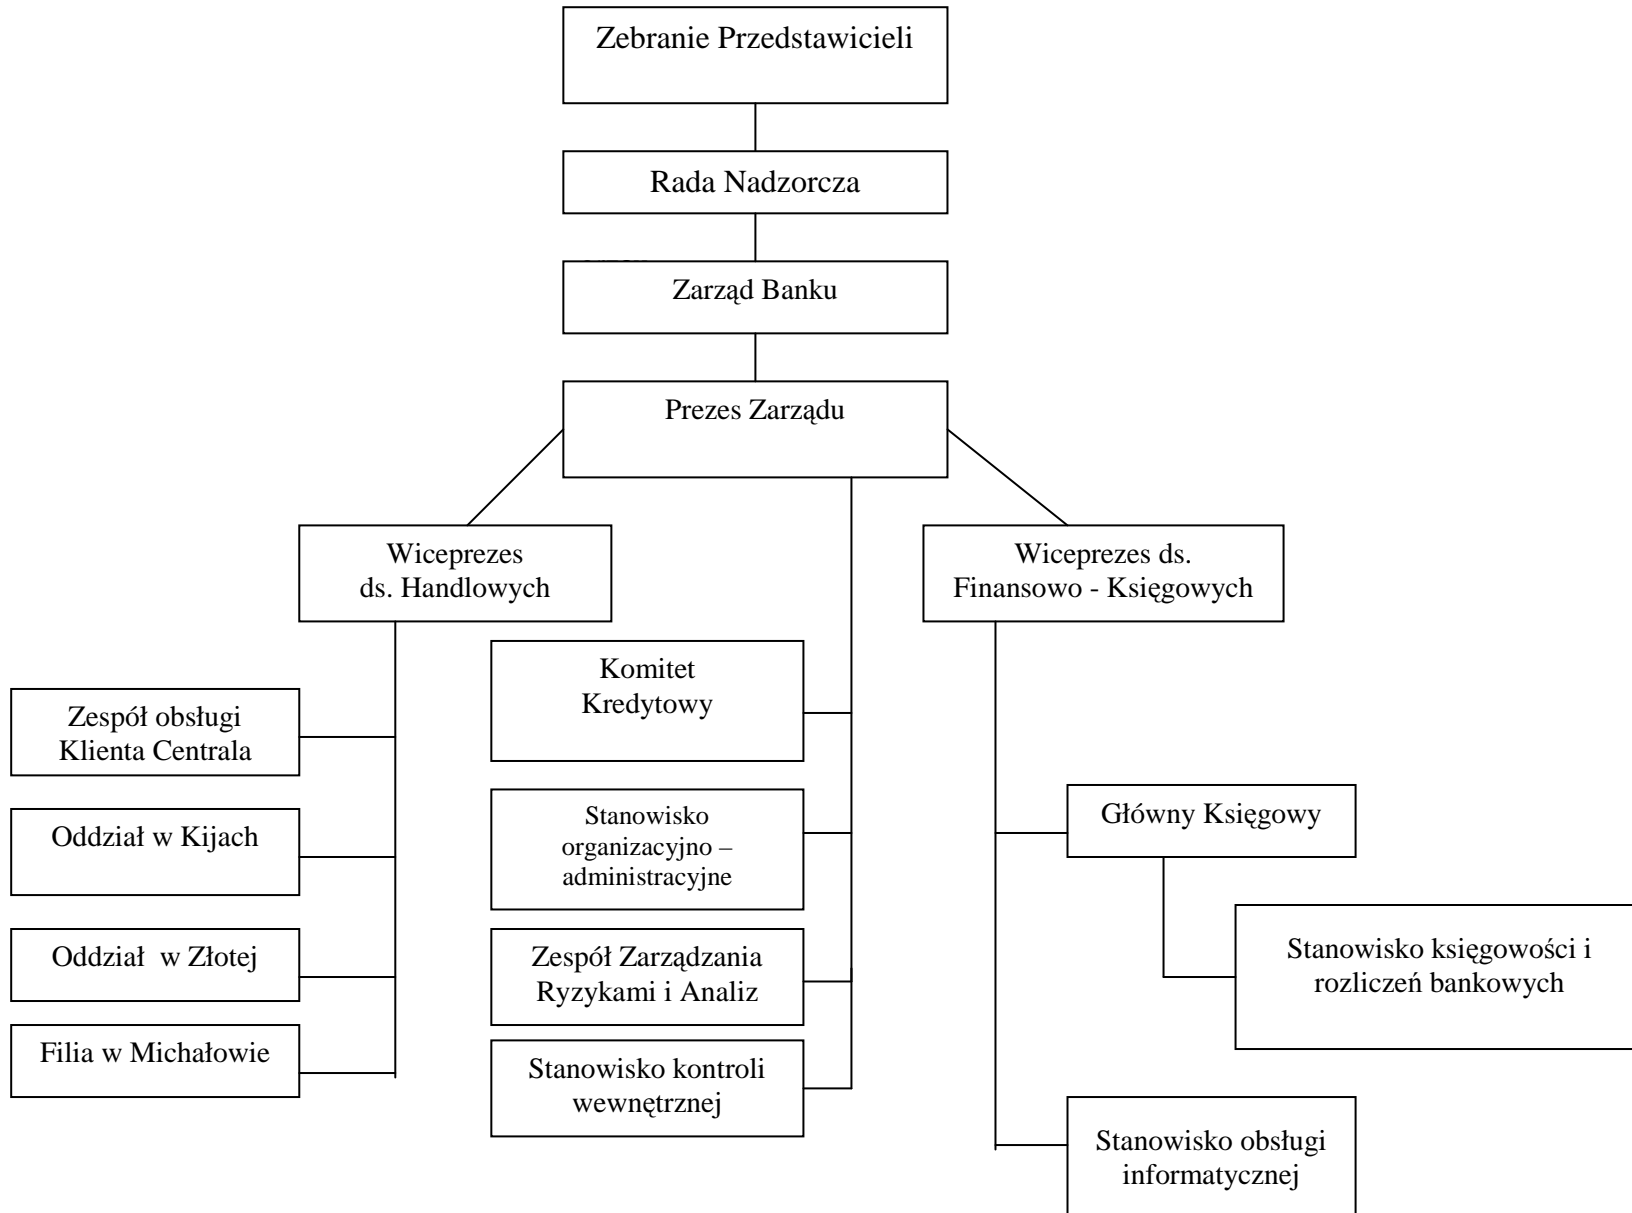 Zebranie Przedstawicieli
Rada Nadzorcza
Zarząd Banku
Prezes Zarządu
Wiceprezes
ds. Handlowych
Wiceprezes ds.
Finansowo - Księgowych
Zespół obsługi
Klienta Centrala
Oddział w Kijach
Oddział w Złotej
Filia w Michałowie
Komitet
Kredytowy
Stanowisko
organizacyjno –
administracyjne
Zespół Zarządzania
Ryzykami i Analiz
Stanowisko kontroli
wewnętrznej
Główny Księgowy
Stanowisko księgowości i
rozliczeń bankowych
Stanowisko obsługi
informatycznej